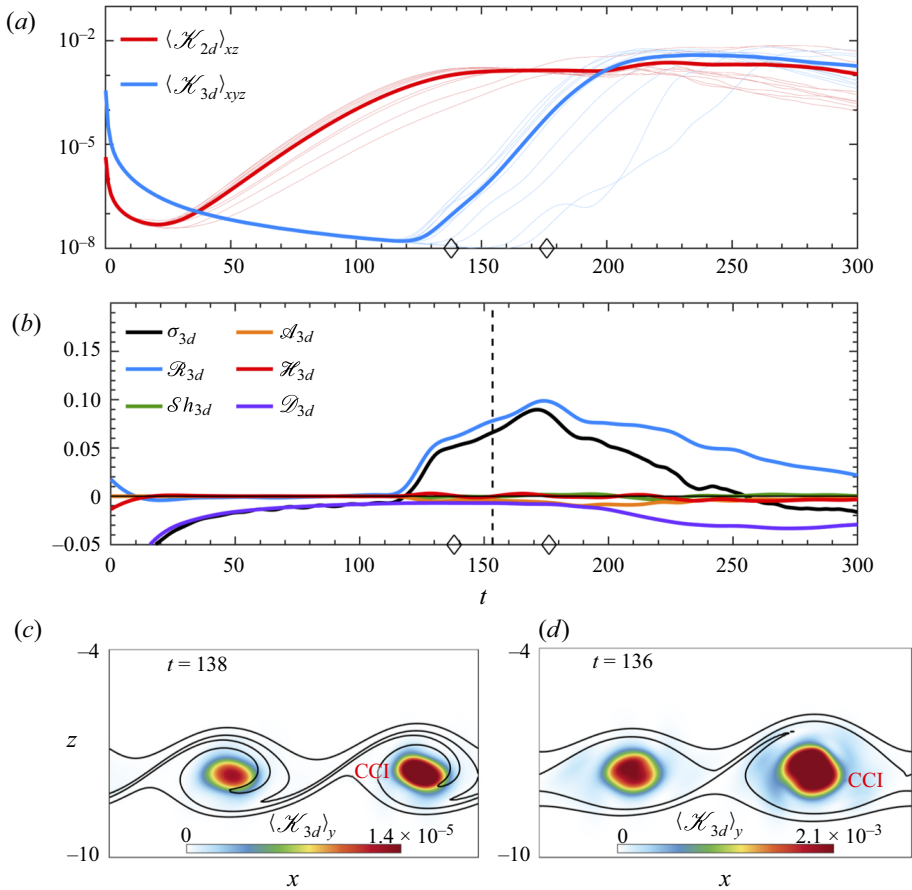 (a)
10⁻²
⟨𝒦₂d⟩xz
⟨𝒦₃d⟩xyz
10⁻⁵
10⁻⁸
0 50 100 150 200 250 300
(b)
σ₃d 𝒜₃d
0.15
ℛ₃d ℋ₃d
𝒮h₃d 𝒟₃d
0.10
0.05
0
−0.05
0 50 100 150 200 250 300
t
(c) (d)
−4 t = 138 −4 t = 136
z
CCI CCI
⟨𝒦₃d⟩y ⟨𝒦₃d⟩y
0 1.4 × 10⁻⁵ 0 2.1 × 10⁻³
−10 −10
x x